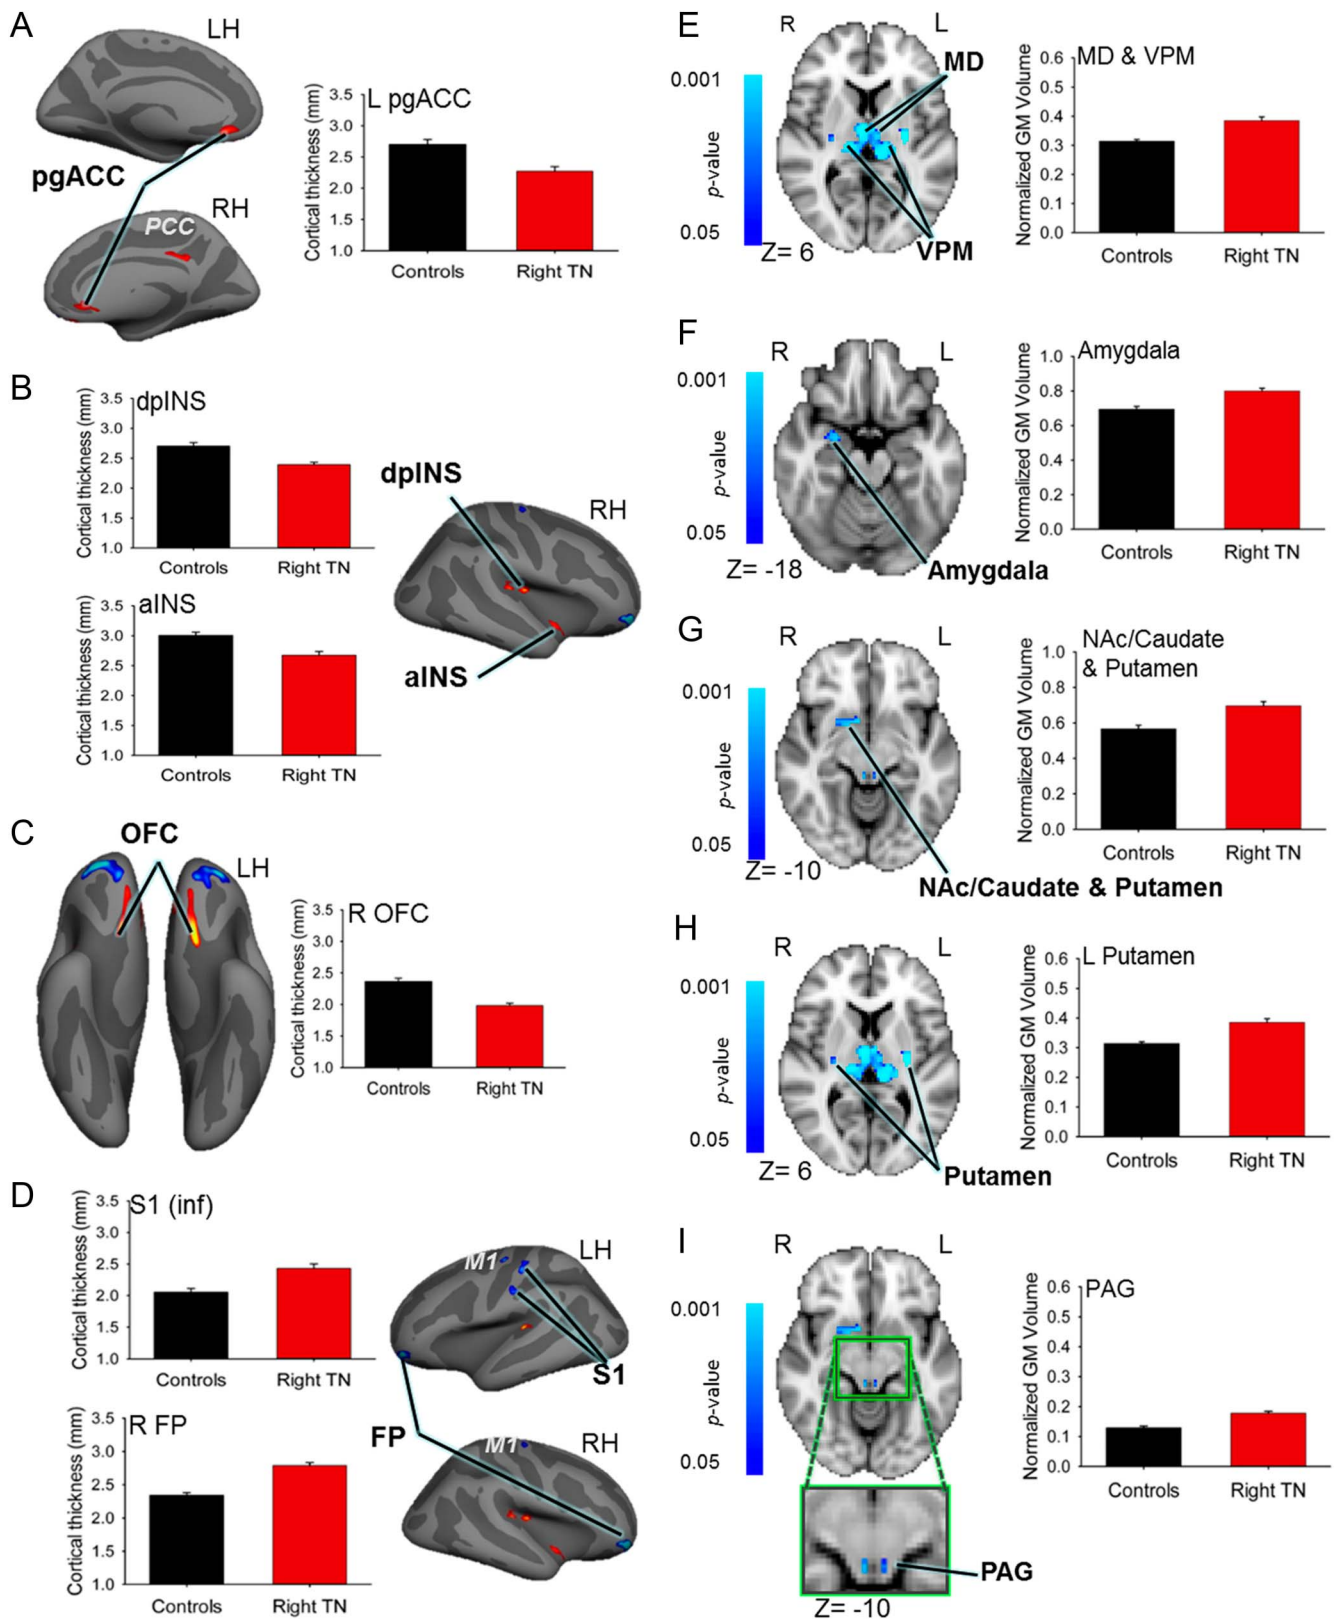 A
LH
pgACC
RH
PCC
L pgACC
Cortical thickness (mm)
3.5
3.0
2.5
2.0
1.5
1.0
Controls
Right TN
B
dpINS
Cortical thickness (mm)
3.5
3.0
2.5
2.0
1.5
1.0
Controls
Right TN
aINS
Cortical thickness (mm)
3.5
3.0
2.5
2.0
1.5
1.0
Controls
Right TN
dpINS
RH
aINS
C
OFC
LH
R OFC
Cortical thickness (mm)
3.5
3.0
2.5
2.0
1.5
1.0
Controls
Right TN
D
S1 (inf)
Cortical thickness (mm)
3.5
3.0
2.5
2.0
1.5
1.0
Controls
Right TN
R FP
Cortical thickness (mm)
3.5
3.0
2.5
2.0
1.5
1.0
Controls
Right TN
M1
LH
S1
FP
M1
RH
E
R
L
0.001
p-value
0.05
Z= 6
MD
VPM
MD & VPM
Normalized GM Volume
0.6
0.5
0.4
0.3
0.2
0.1
0.0
Controls
Right TN
F
R
L
0.001
p-value
0.05
Z= -18
Amygdala
Amygdala
Normalized GM Volume
1.0
0.8
0.6
0.4
0.2
0.0
Controls
Right TN
G
R
L
0.001
p-value
0.05
Z= -10
NAc/Caudate & Putamen
NAc/Caudate
& Putamen
Normalized GM Volume
1.0
0.8
0.6
0.4
0.2
0.0
Controls
Right TN
H
R
L
0.001
p-value
0.05
Z= 6
Putamen
L Putamen
Normalized GM Volume
0.6
0.5
0.4
0.3
0.2
0.1
0.0
Controls
Right TN
I
R
L
0.001
p-value
0.05
PAG
Z= -10
PAG
Normalized GM Volume
0.6
0.5
0.4
0.3
0.2
0.1
0.0
Controls
Right TN